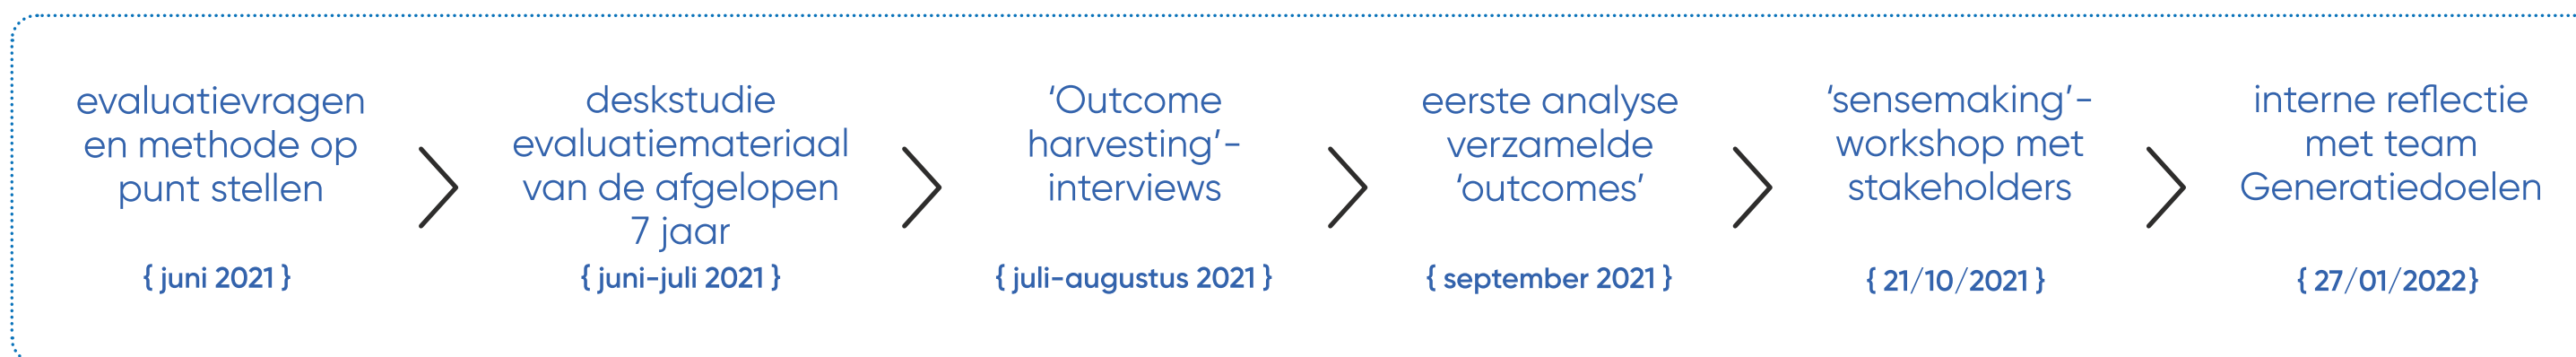 evaluatievragen
en methode op
punt stellen
{ juni 2021 }
deskstudie
evaluatiemateriaal
van de afgelopen
7 jaar
{ juni-juli 2021 }
‘Outcome
harvesting’-
interviews
{ juli-augustus 2021 }
eerste analyse
verzamelde
‘outcomes’
{ september 2021 }
‘sensemaking’-
workshop met
stakeholders
{ 21/10/2021 }
interne reflectie
met team
Generatiedoelen
{ 27/01/2022}